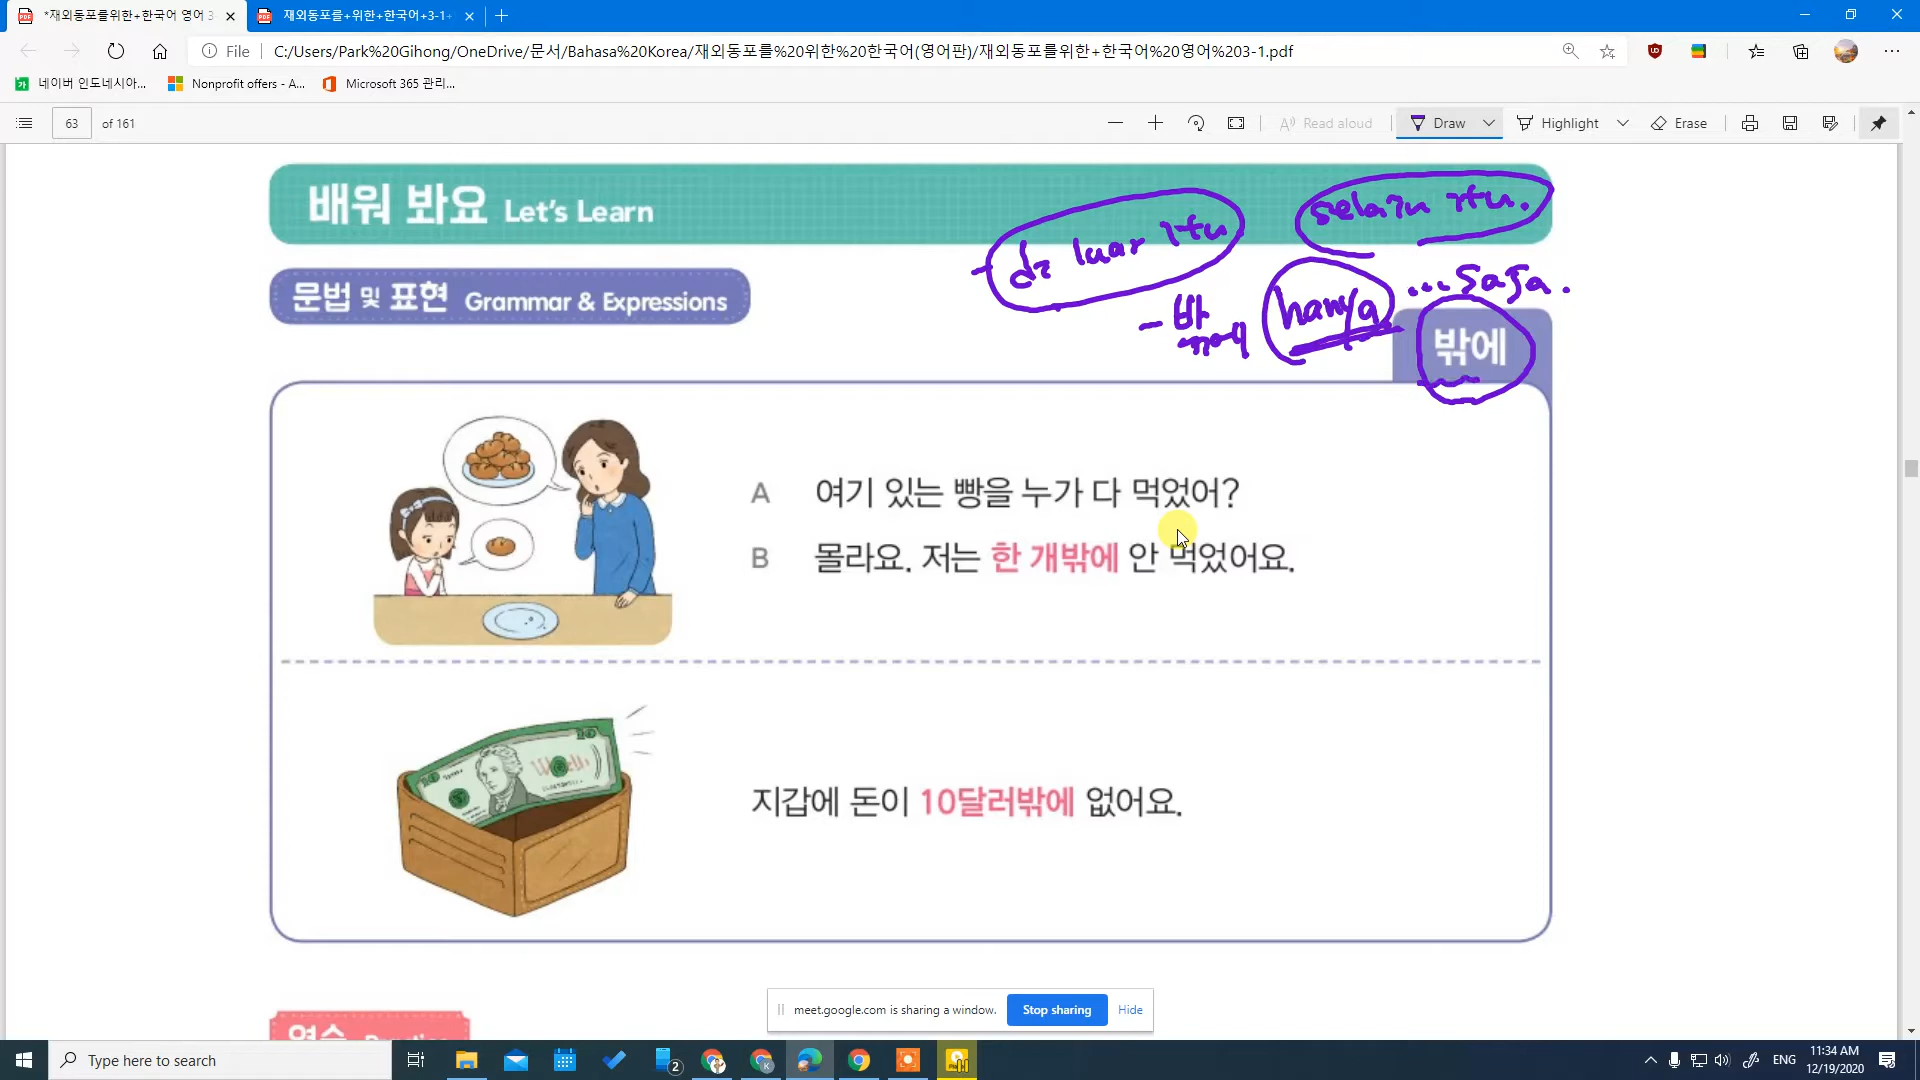 *재외동포를위한+한국어 영어 3
재외동포를+위한+한국어+3-1+
File
C:/Users/Park%20Gihong/OneDrive/문서/Bahasa%20Korea/재외동포를%20위한%20한국어(영어판)/재외동포를위한+한국어%20영어%203-1.pdf
네이버 인도네시아...
Nonprofit offers - A...
Microsoft 365 관리...
63 of 161
Read aloud
Draw
Highlight
Erase
배워 봐요 Let's Learn
selain itu.
- di luar itu
문법 및 표현 Grammar & Expressions
... saja.
- 바
께
hanya
밖에
A 여기 있는 빵을 누가 다 먹었어?
B 몰라요. 저는 한 개밖에 안 먹었어요.
지갑에 돈이 10달러밖에 없어요.
meet.google.com is sharing a window.
Stop sharing
Hide
Type here to search
2
ENG
11:34 AM
12/19/2020